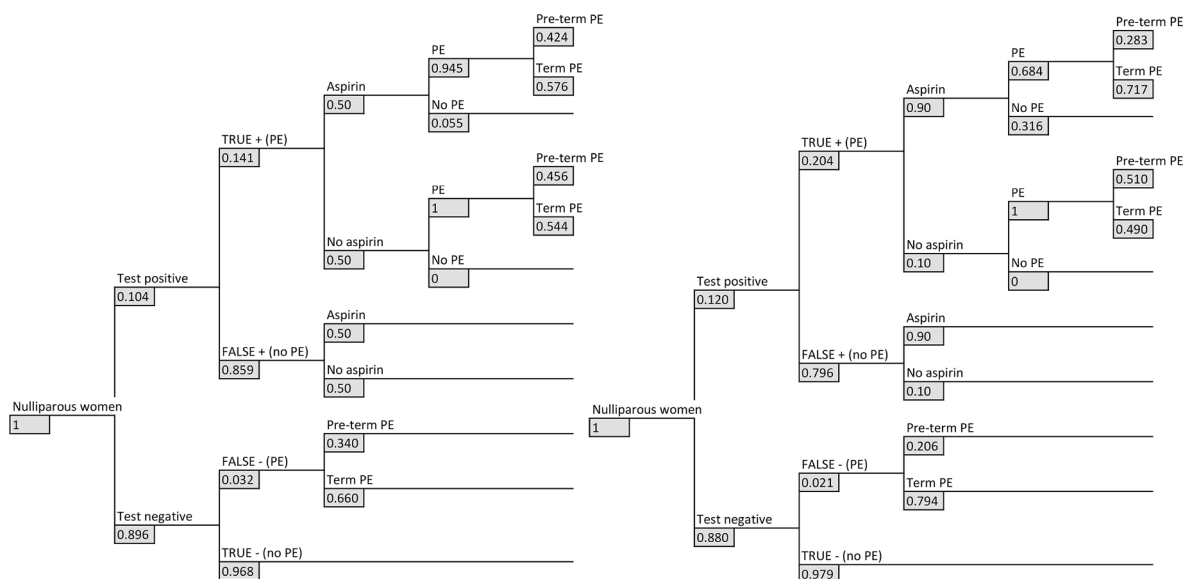 Pre-term PE
0.424
PE
0.945
Term PE
0.576
Aspirin
0.50
No PE
0.055
TRUE + (PE)
0.141
Pre-term PE
0.456
PE
1
Term PE
0.544
No aspirin
0.50
No PE
0
Test positive
0.104
Aspirin
0.50
FALSE + (no PE)
0.859
No aspirin
0.50
Nulliparous women
1
Pre-term PE
0.340
FALSE - (PE)
0.032
Term PE
0.660
Test negative
0.896
TRUE - (no PE)
0.968
Pre-term PE
0.283
PE
0.684
Term PE
0.717
Aspirin
0.90
No PE
0.316
TRUE + (PE)
0.204
Pre-term PE
0.510
PE
1
Term PE
0.490
No aspirin
0.10
No PE
0
Test positive
0.120
Aspirin
0.90
FALSE + (no PE)
0.796
No aspirin
0.10
Nulliparous women
1
Pre-term PE
0.206
FALSE - (PE)
0.021
Term PE
0.794
Test negative
0.880
TRUE - (no PE)
0.979